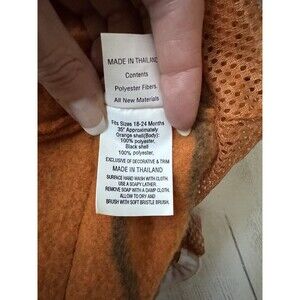 MADE IN THAILAND
Contents
Polyester Fibers
All New Materials
Fits Sizes 18-24 Months
35" Approximately
Orange shell(Body):
100% polyester,
Black shell
100% polyester
EXCLUSIVE OF DECORATIVE & TRIM
MADE IN THAILAND
SURFACE HAND WASH WITH CLOTH.
USE A SOAPY LATHER.
REMOVE SOAP WITH A DAMP CLOTH.
ALLOW TO DRY AND
BRUSH WITH SOFT BRISTLE BRUSH.